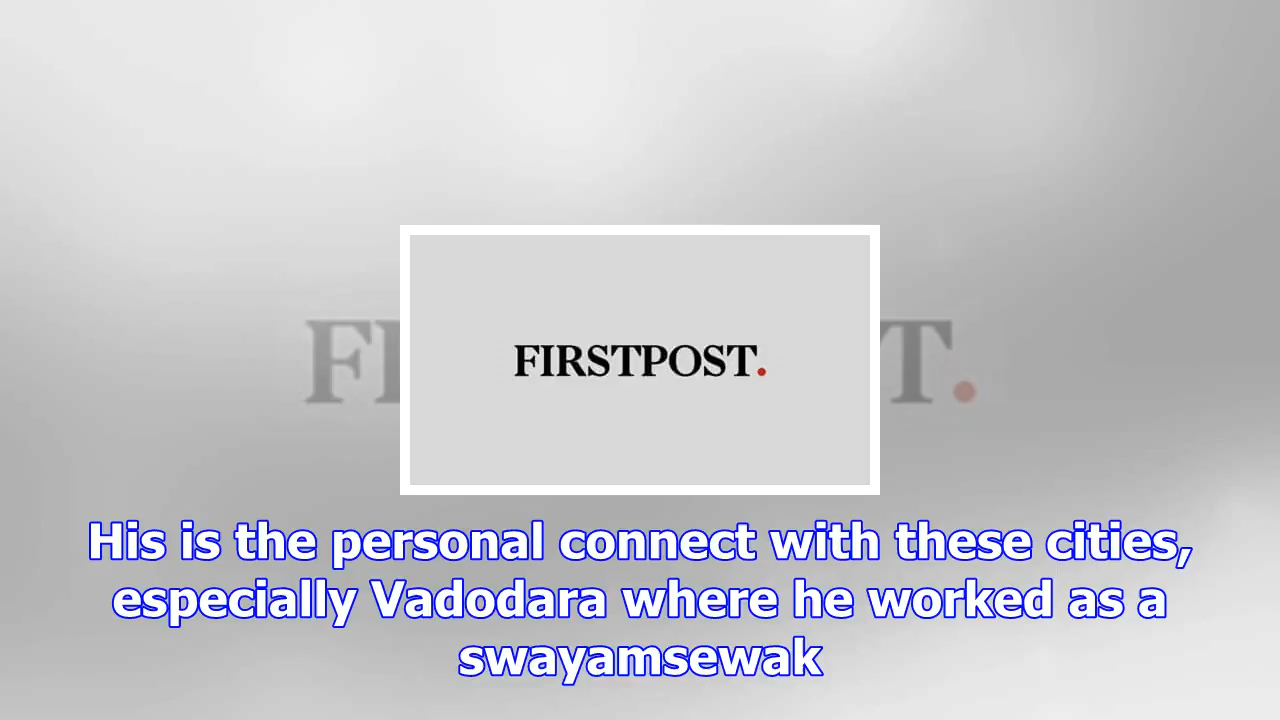 FIRSTPOST.
His is the personal connect with these cities,
especially Vadodara where he worked as a
swayamsewak